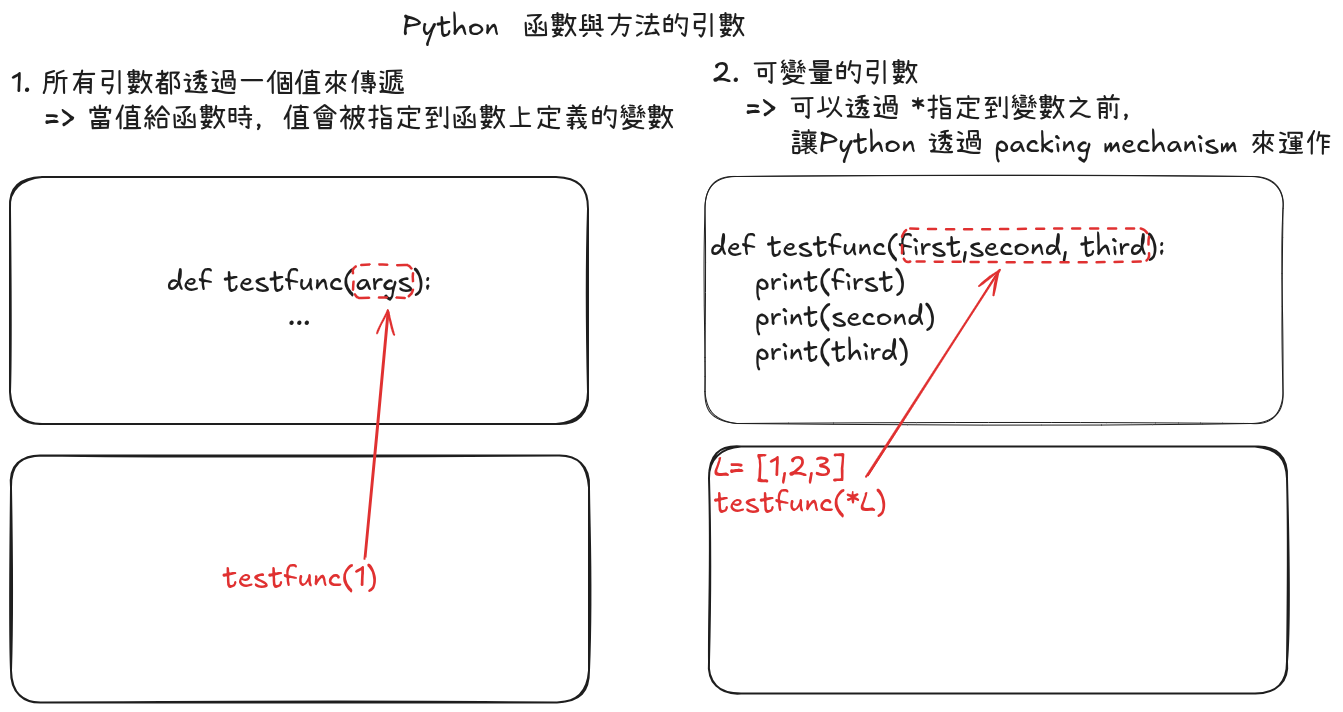 Python 函數與方法的引數
1. 所有引數都透過一個值來傳遞
=> 當值給函數時, 值會被指定到函數上定義的變數
def testfunc(args):
...
testfunc(1)
2. 可變量的引數
=> 可以透過 *指定到變數之前,
讓Python 透過 packing mechanism 來運作
def testfunc(first,second, third):
print(first)
print(second)
print(third)
L= [1,2,3]
testfunc(*L)